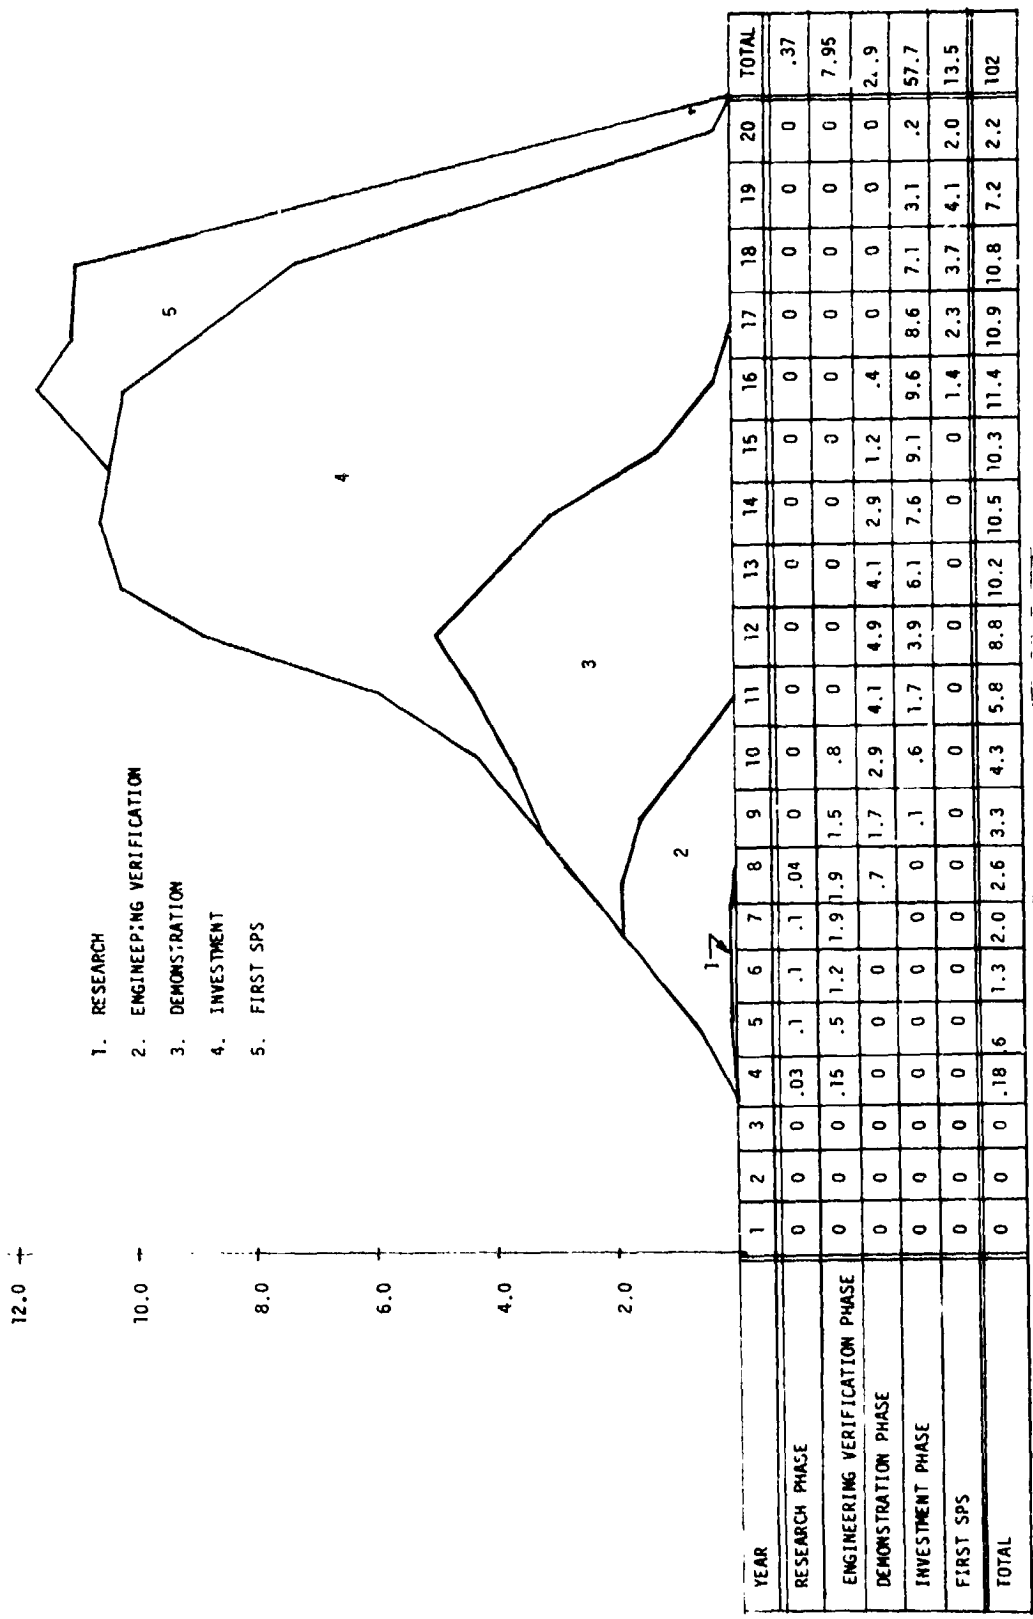 12.0
10.0
8.0
6.0
4.0
2.0
1. RESEARCH
2. ENGINEEPING VERIFICATION
3. DEMONSTRATION
4. INVESTMENT
5. FIRST SPS
1
2
3
4
5
YEAR 1 2 3 4 5 6 7 8 9 10 11 12 13 14 15 16 17 18 19 20 TOTAL
RESEARCH PHASE 0 0 0 .03 .1 .1 .1 .04 0 0 0 0 0 0 0 0 0 0 0 0 .37
ENGINEERING VERIFICATION PHASE 0 0 0 .15 .5 1.2 1.9 1.9 1.5 .8 0 0 0 0 0 0 0 0 0 0 7.95
DEMONSTRATION PHASE 0 0 0 0 0 0 .7 1.7 2.9 4.1 4.9 4.1 2.9 1.2 .4 0 0 0 0
INVESTMENT PHASE 0 0 0 0 0 0 0 0 .1 .6 1.7 3.9 6.1 7.6 9.1 9.6 8.6 7.1 3.1 .2 57.7
FIRST SPS 0 0 0 0 0 0 0 0 0 0 0 0 0 0 0 1.4 2.3 3.7 4.1 2.0 13.5
TOTAL 0 0 0 .18 .6 1.3 2.0 2.6 3.3 4.3 5.8 8.8 10.2 10.5 10.3 11.4 10.9 10.8 7.2 2.2 102